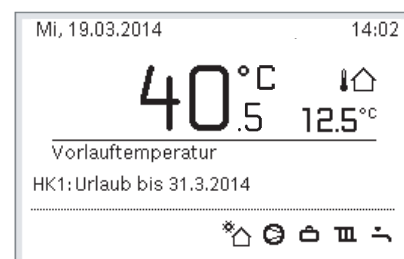 Mi, 19.03.2014 14:02
40.5 °C
12.5°C
Vorlauftemperatur
HK1: Urlaub bis 31.3.2014